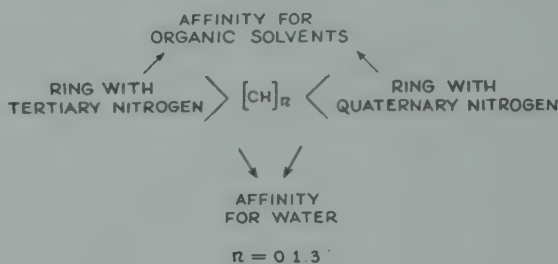 AFFINITY FOR
ORGANIC SOLVENTS
RING WITH
TERTIARY NITROGEN
[CH]n
RING WITH
QUATERNARY NITROGEN
AFFINITY
FOR WATER
n = 0 1.3